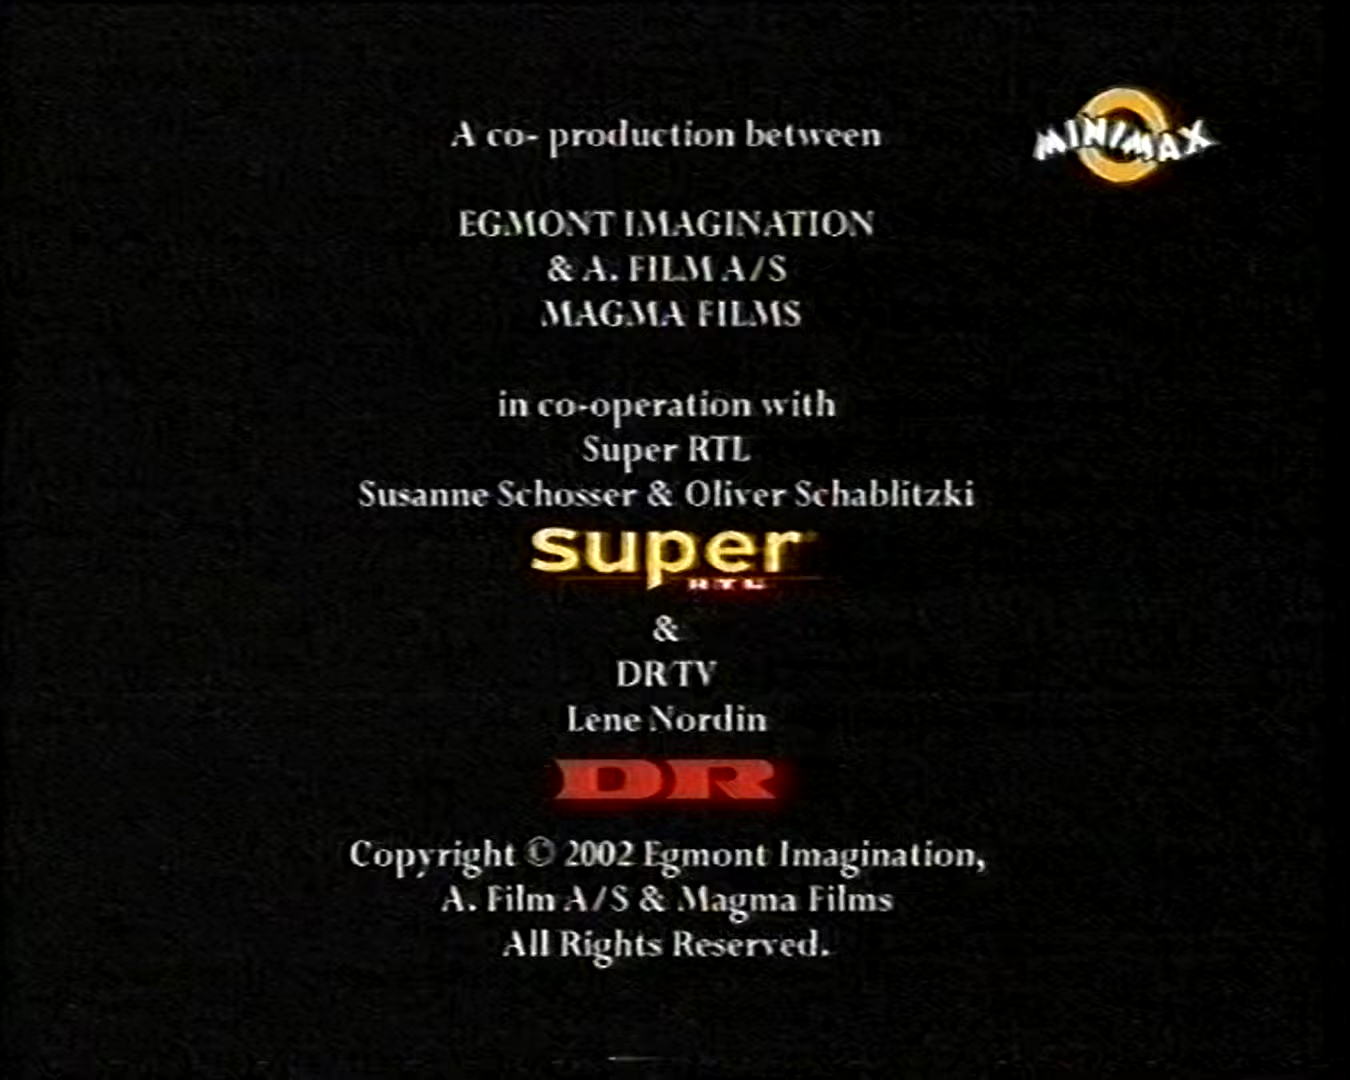 A co- production between
MINIMAX
EGMONT IMAGINATION
& A. FILM A/S
MAGMA FILMS
in co-operation with
Super RTL
Susanne Schosser & Oliver Schablitzki
super
RTL
&
DR TV
Lene Nordin
DR
Copyright © 2002 Egmont Imagination,
A. Film A/S & Magma Films
All Rights Reserved.